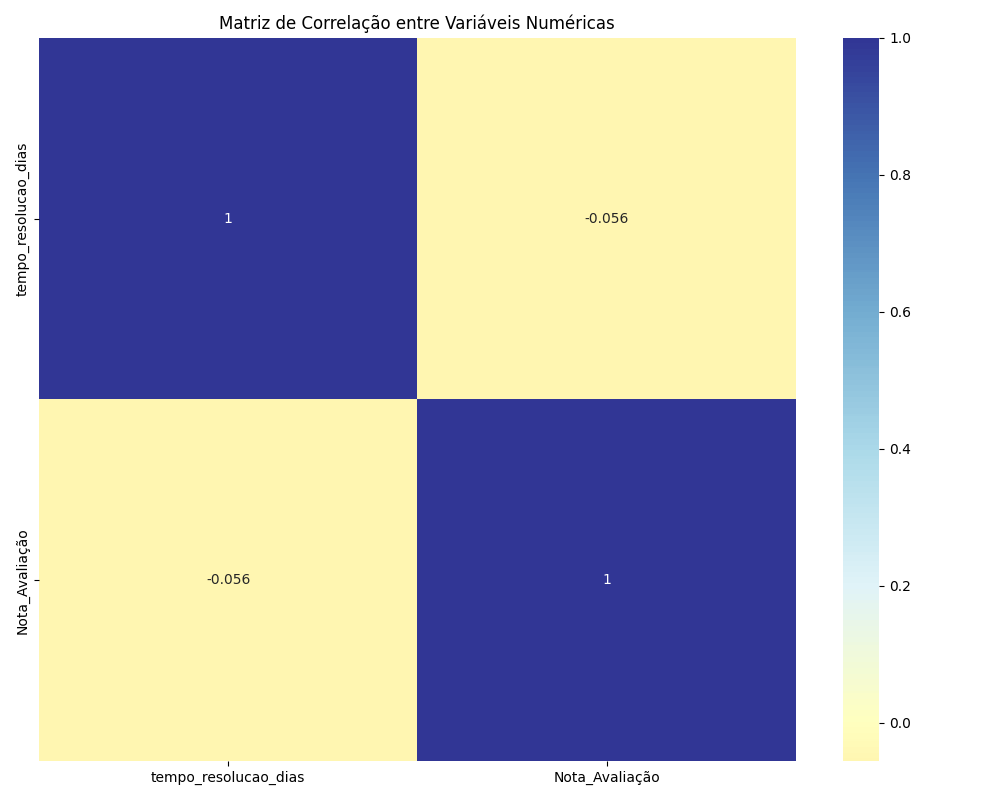 Matriz de Correlação entre Variáveis Numéricas
tempo_resolucao_dias
Nota_Avaliação
1
-0.056
-0.056
1
tempo_resolucao_dias
Nota_Avaliação
1.0
0.8
0.6
0.4
0.2
0.0